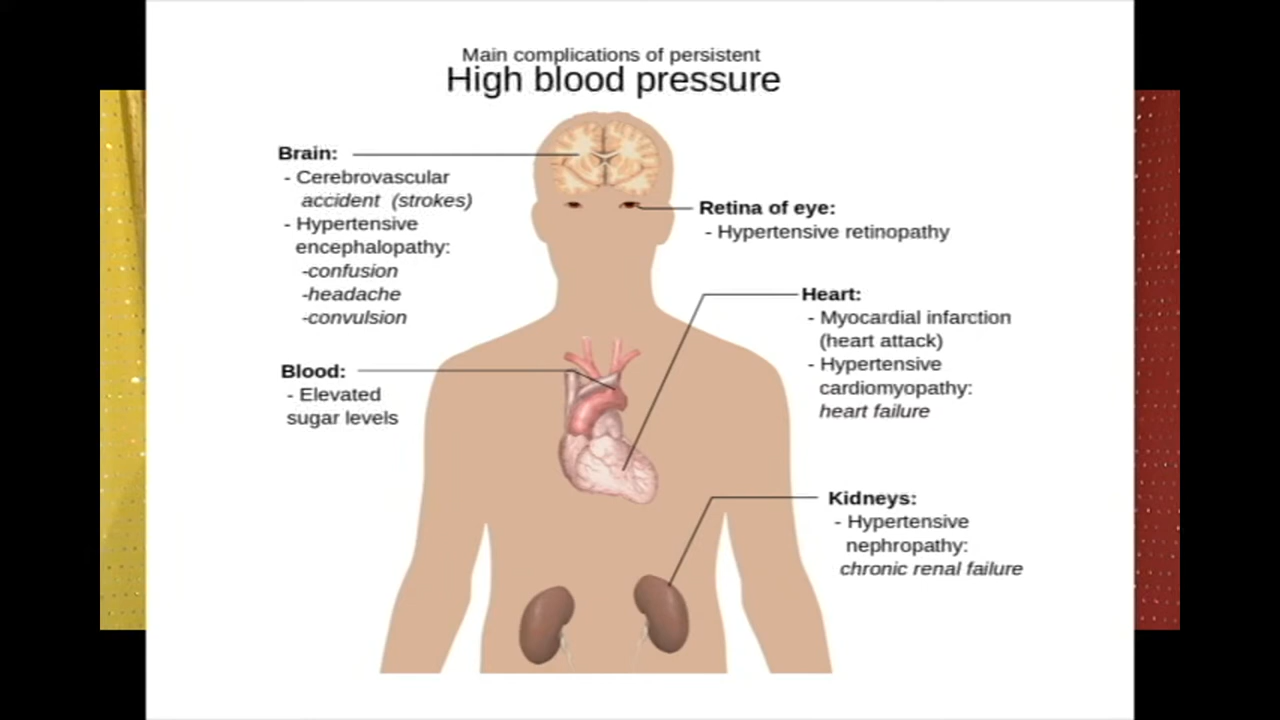 Main complications of persistent
High blood pressure
Brain:
- Cerebrovascular
accident (strokes)
- Hypertensive
encephalopathy:
-confusion
-headache
-convulsion
Blood:
- Elevated
sugar levels
Retina of eye:
- Hypertensive retinopathy
Heart:
- Myocardial infarction
(heart attack)
- Hypertensive
cardiomyopathy:
heart failure
Kidneys:
- Hypertensive
nephropathy:
chronic renal failure